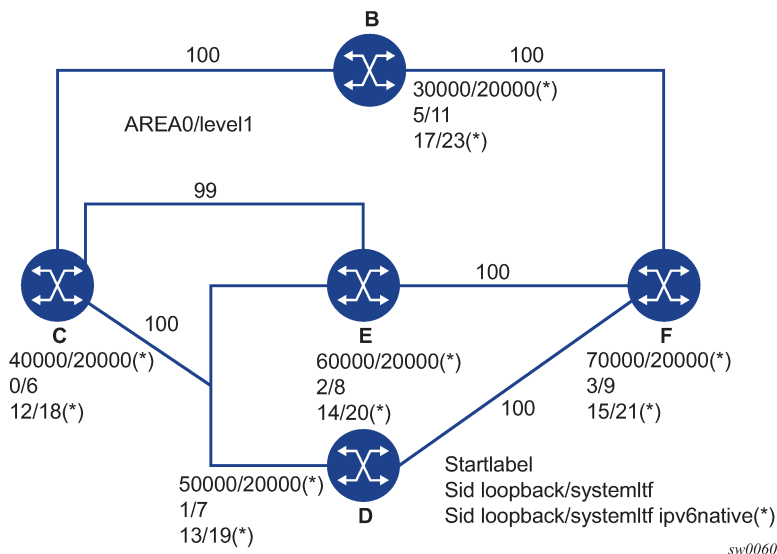 B
100
100
30000/20000(*)
5/11
17/23(*)
AREA0/level1
99
100
100
C
E
F
40000/20000(*)
0/6
12/18(*)
60000/20000(*)
2/8
14/20(*)
70000/20000(*)
3/9
15/21(*)
100
50000/20000(*)
1/7
13/19(*)
D
Startlabel
Sid loopback/systemItf
Sid loopback/systemItf ipv6native(*)
sw0060